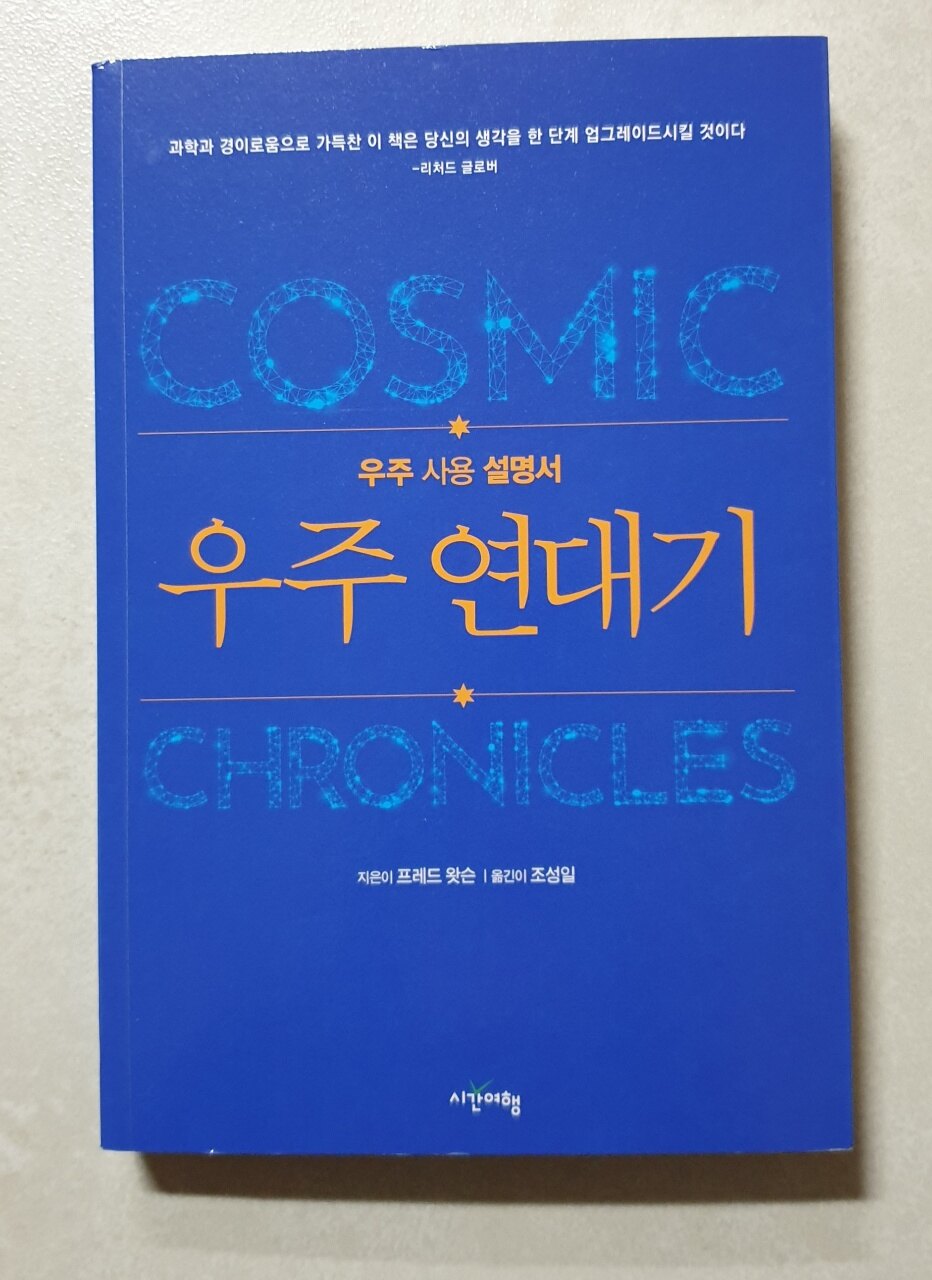 과학과 경이로움으로 가득찬 이 책은 당신의 생각을 한 단계 업그레이드시킬 것이다
-리처드 글로버
COSMIC
우주 사용 설명서
우주 연대기
CHRONICLES
지은이 프레드 왓슨 | 옮긴이 조성일
시간여행